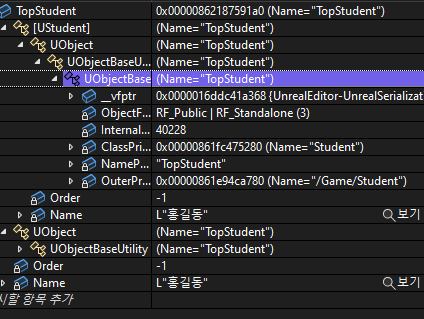 TopStudent 0x00000862187591a0 (Name="TopStudent")
[UStudent] (Name="TopStudent")
UObject (Name="TopStudent")
UObjectBaseU... (Name="TopStudent")
UObjectBase (Name="TopStudent")
__vfptr 0x0000016ddc41a368 {UnrealEditor-UnrealSerializat
ObjectF... RF_Public | RF_Standalone (3)
Internal... 40228
ClassPri... 0x00000861fc475280 (Name="Student")
NameP... "TopStudent"
OuterPr... 0x00000861e94ca780 (Name="/Game/Student")
Order -1
Name L"홍길동" 보기
UObject (Name="TopStudent")
UObjectBaseUtility (Name="TopStudent")
Order -1
Name L"홍길동" 보기
시할 항목 추가